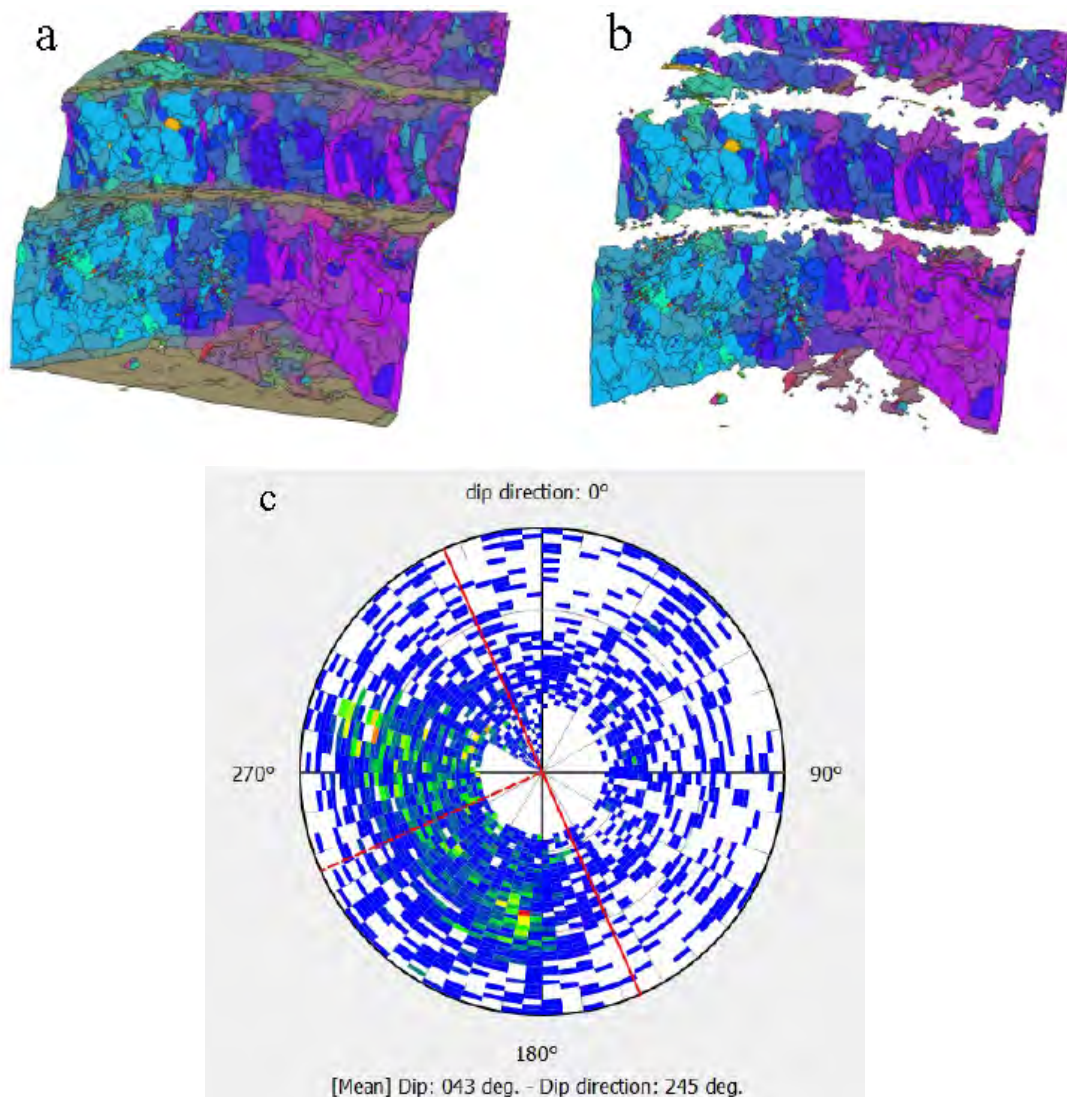 a
b
c
dip direction: 0°
270°
90°
180°
[Mean] Dip: 043 deg. - Dip direction: 245 deg.